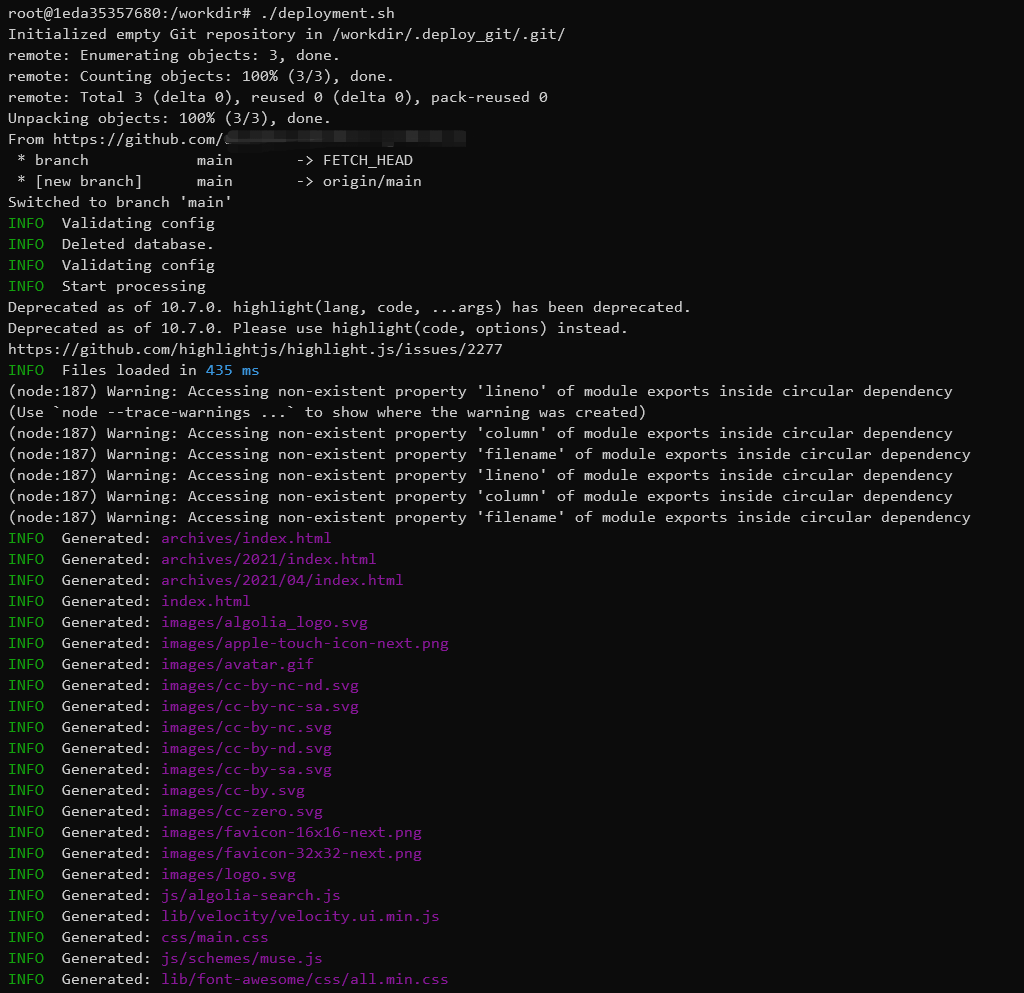 root@1eda35357680:/workdir# ./deployment.sh
Initialized empty Git repository in /workdir/.deploy_git/.git/
remote: Enumerating objects: 3, done.
remote: Counting objects: 100% (3/3), done.
remote: Total 3 (delta 0), reused 0 (delta 0), pack-reused 0
Unpacking objects: 100% (3/3), done.
From https://github.com/
 * branch            main       -> FETCH_HEAD
 * [new branch]      main       -> origin/main
Switched to branch 'main'
INFO  Validating config
INFO  Deleted database.
INFO  Validating config
INFO  Start processing
Deprecated as of 10.7.0. highlight(lang, code, ...args) has been deprecated.
Deprecated as of 10.7.0. Please use highlight(code, options) instead.
https://github.com/highlightjs/highlight.js/issues/2277
INFO  Files loaded in 435 ms
(node:187) Warning: Accessing non-existent property 'lineno' of module exports inside circular dependency
(Use `node --trace-warnings ...` to show where the warning was created)
(node:187) Warning: Accessing non-existent property 'column' of module exports inside circular dependency
(node:187) Warning: Accessing non-existent property 'filename' of module exports inside circular dependency
(node:187) Warning: Accessing non-existent property 'lineno' of module exports inside circular dependency
(node:187) Warning: Accessing non-existent property 'column' of module exports inside circular dependency
(node:187) Warning: Accessing non-existent property 'filename' of module exports inside circular dependency
INFO  Generated: archives/index.html
INFO  Generated: archives/2021/index.html
INFO  Generated: archives/2021/04/index.html
INFO  Generated: index.html
INFO  Generated: images/algolia_logo.svg
INFO  Generated: images/apple-touch-icon-next.png
INFO  Generated: images/avatar.gif
INFO  Generated: images/cc-by-nc-nd.svg
INFO  Generated: images/cc-by-nc-sa.svg
INFO  Generated: images/cc-by-nc.svg
INFO  Generated: images/cc-by-nd.svg
INFO  Generated: images/cc-by-sa.svg
INFO  Generated: images/cc-by.svg
INFO  Generated: images/cc-zero.svg
INFO  Generated: images/favicon-16x16-next.png
INFO  Generated: images/favicon-32x32-next.png
INFO  Generated: images/logo.svg
INFO  Generated: js/algolia-search.js
INFO  Generated: lib/velocity/velocity.ui.min.js
INFO  Generated: css/main.css
INFO  Generated: js/schemes/muse.js
INFO  Generated: lib/font-awesome/css/all.min.css